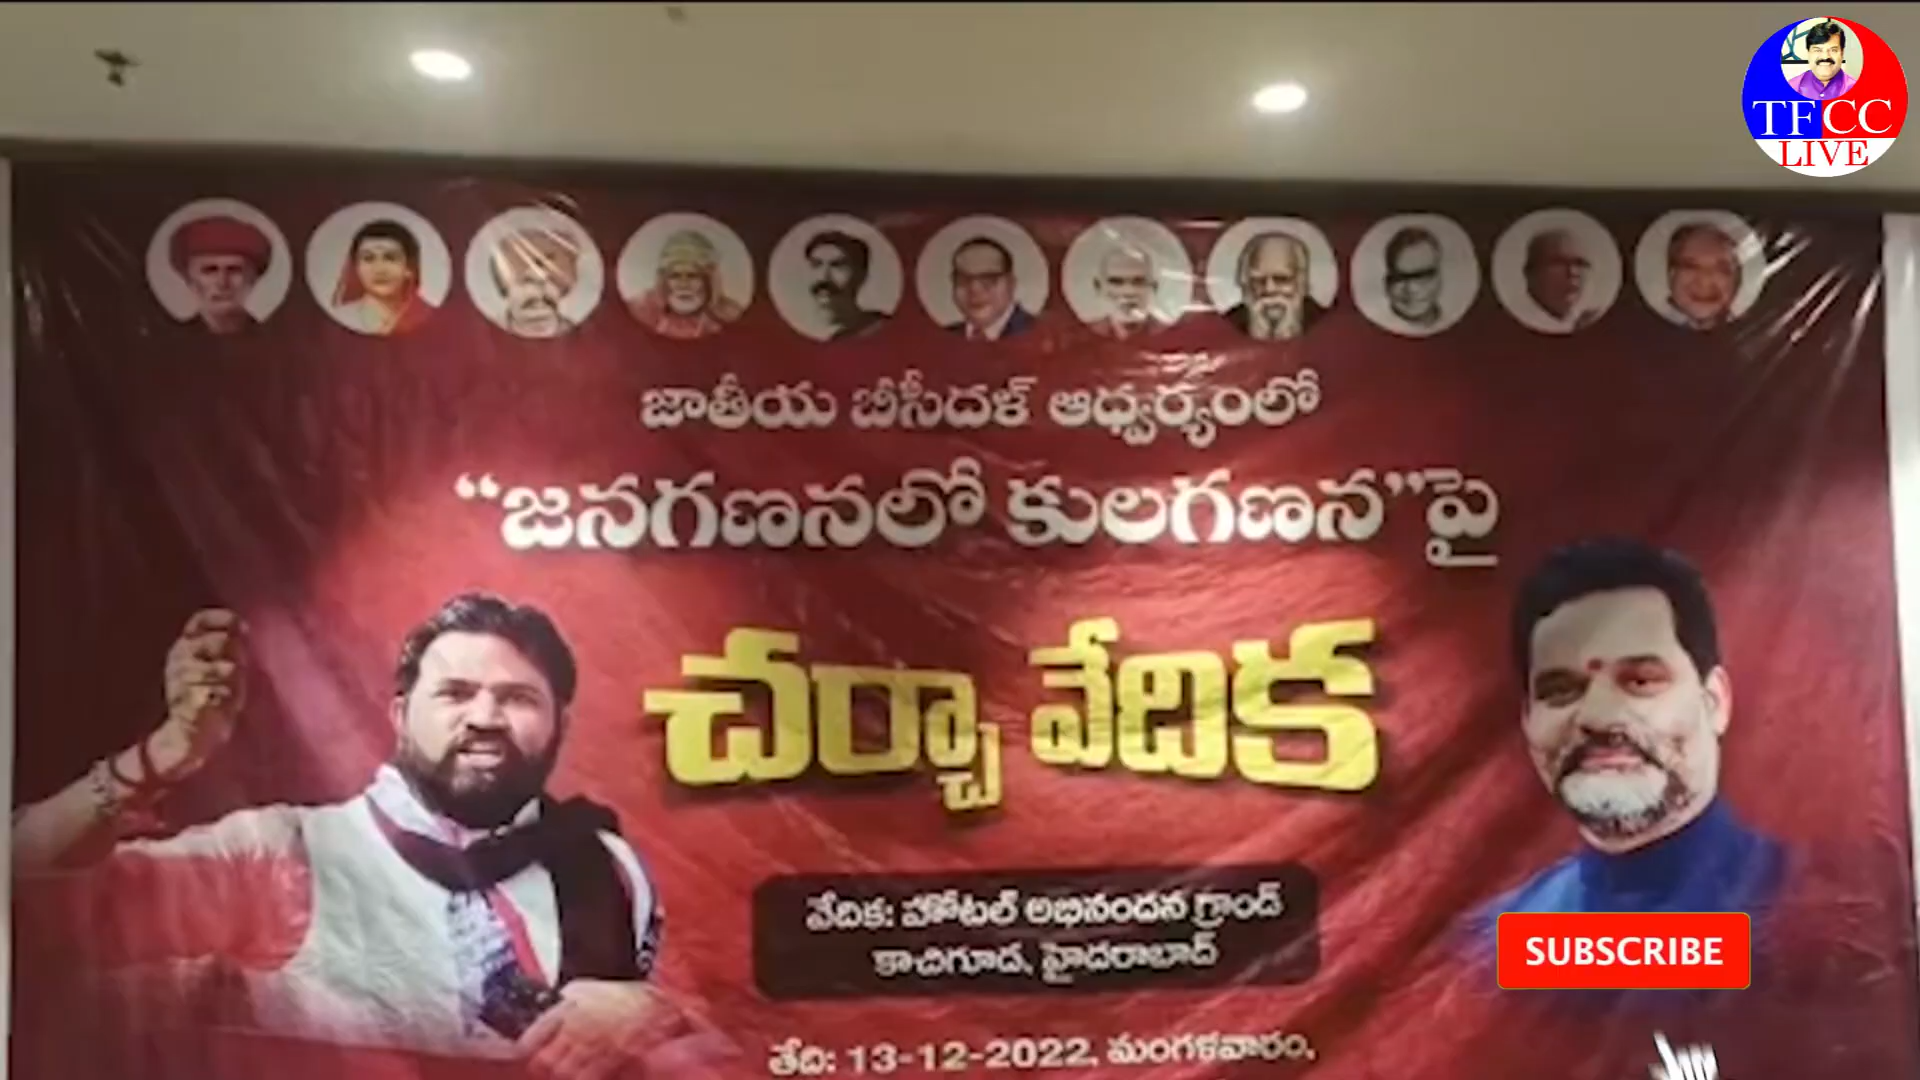 TFCC
LIVE
జాతీయ బీసీదళ్ ఆధ్వర్యంలో
“జనగణనలో కులగణన”పై
చర్చా వేదిక
వేదిక: హోటల్ అభినందన గ్రాండ్
కాచిగూడ, హైదరాబాద్
SUBSCRIBE
తేది: 13-12-2022, మంగళవారం,